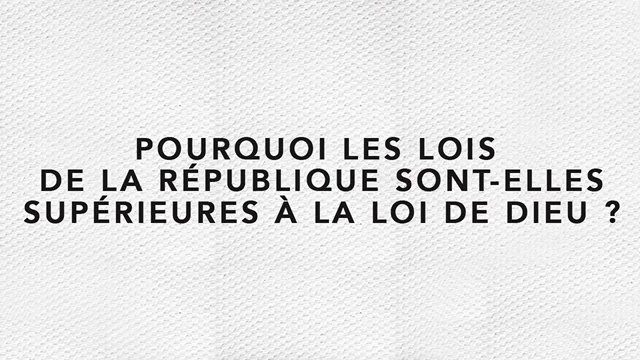 POURQUOI LES LOIS
DE LA RÉPUBLIQUE SONT-ELLES
SUPÉRIEURES À LA LOI DE DIEU ?